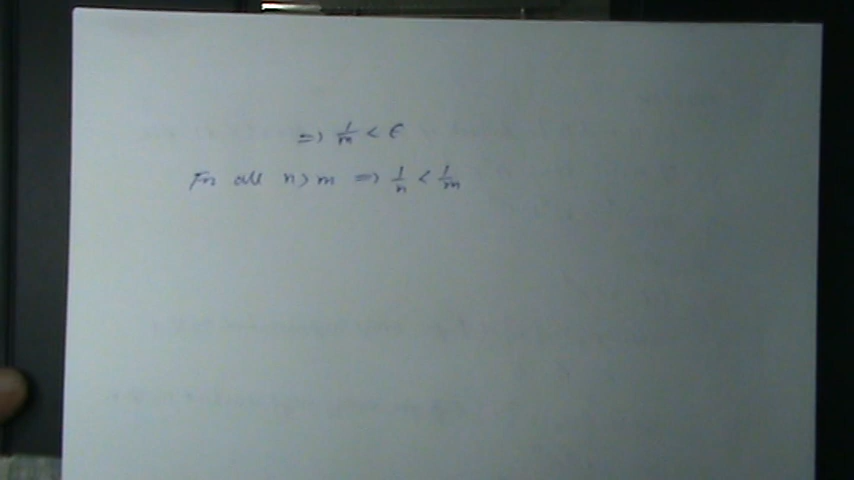 => 1/m < ε
For all n > m => 1/n < 1/m